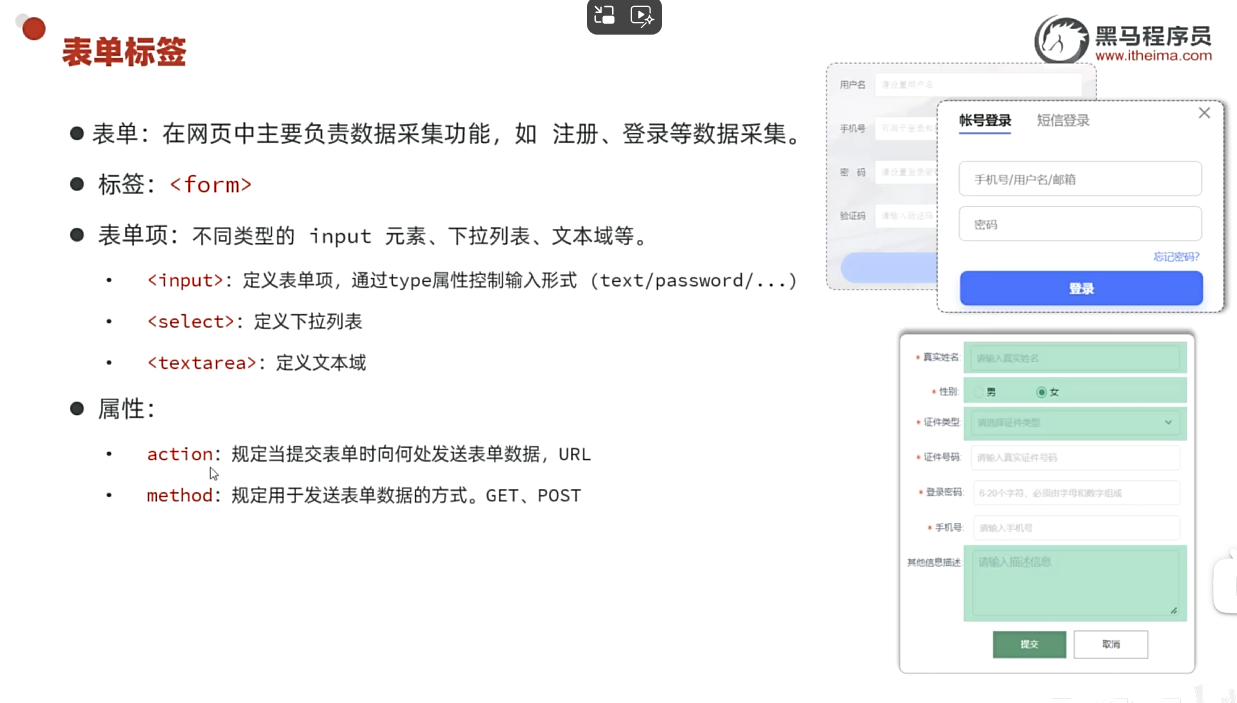 表单标签
黑马程序员
www.itheima.com
● 表单：在网页中主要负责数据采集功能，如 注册、登录等数据采集。
● 标签：<form>
● 表单项：不同类型的 input 元素、下拉列表、文本域等。
• <input>：定义表单项，通过type属性控制输入形式（text/password/...）
• <select>：定义下拉列表
• <textarea>：定义文本域
● 属性：
• action：规定当提交表单时向何处发送表单数据，URL
• method：规定用于发送表单数据的方式。GET、POST
用户名 请设置用户名
手机号
密 码
验证码
帐号登录 短信登录
手机号/用户名/邮箱
密码
忘记密码?
登录
* 真实姓名: 请输入真实姓名
* 性别: 男 女
* 证件类型: 请选择证件类型
* 证件号码: 请输入真实证件号码
* 登录密码: 6-20个字符，必须由字母和数字组成
* 手机号: 请输入手机号
其他信息描述: 请输入描述信息
提交 取消